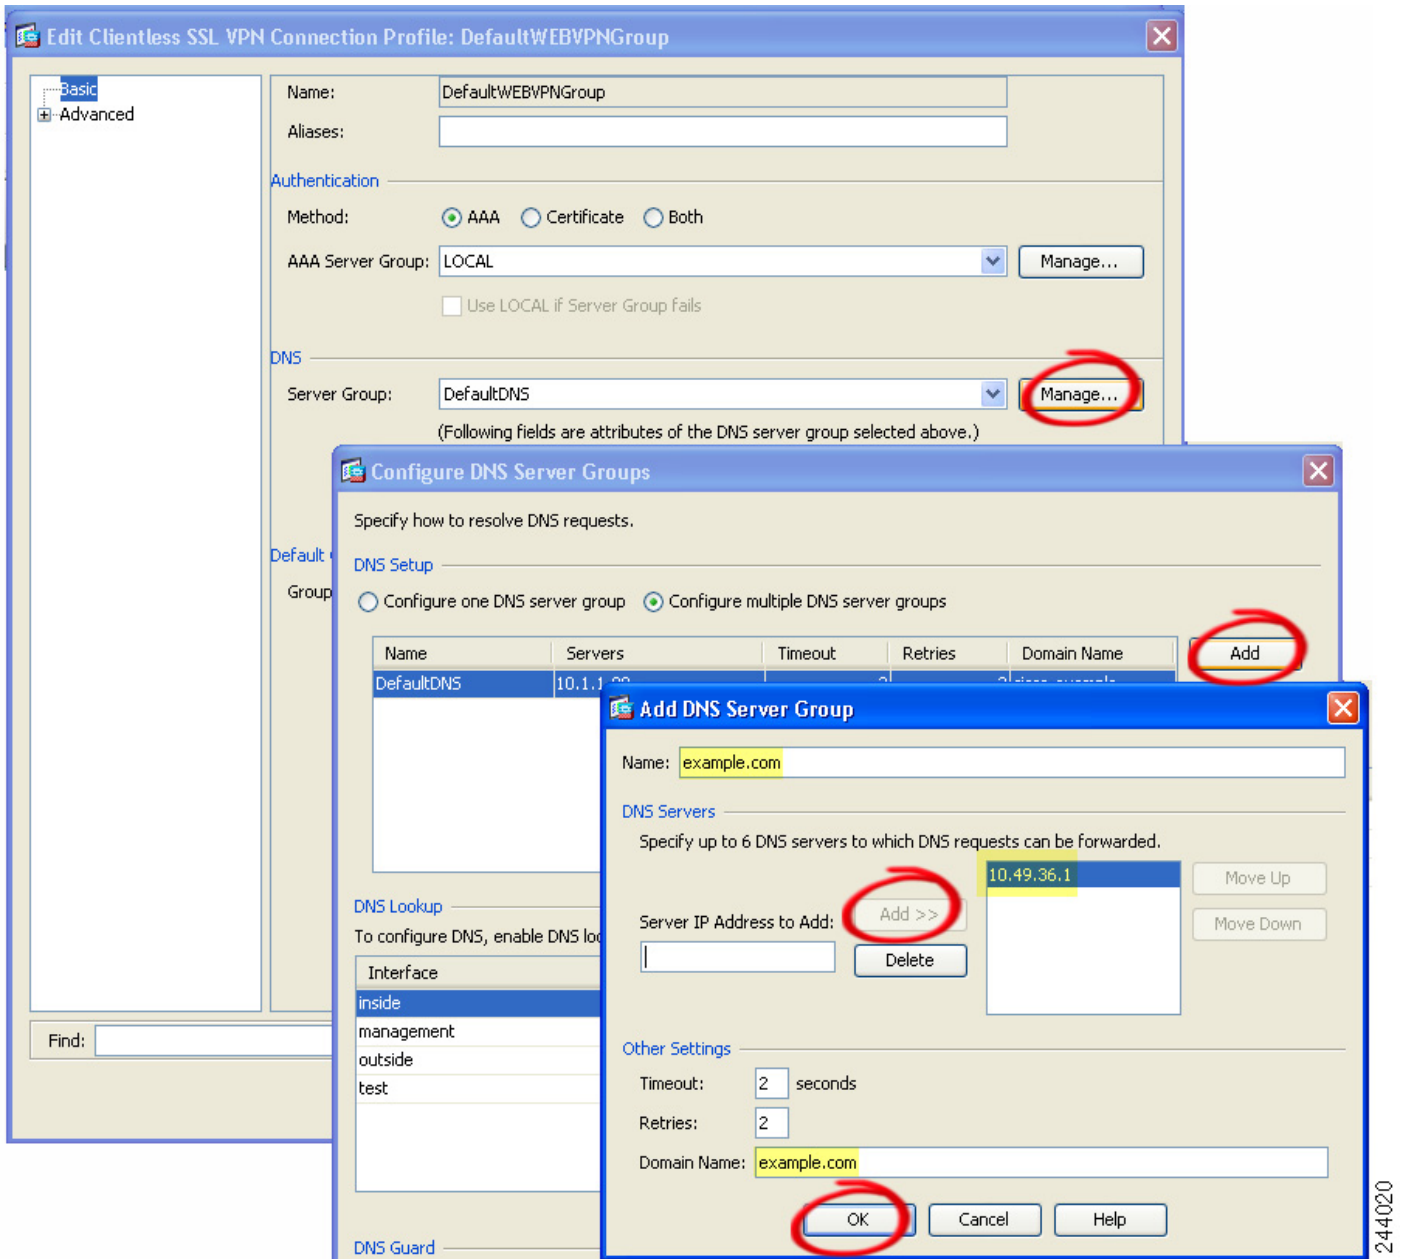 Edit Clientless SSL VPN Connection Profile: DefaultWEBVPNGroup
Basic
Advanced
Name: DefaultWEBVPNGroup
Aliases:
Authentication
Method: AAA Certificate Both
AAA Server Group: LOCAL Manage...
Use LOCAL if Server Group fails
DNS
Server Group: DefaultDNS Manage...
(Following fields are attributes of the DNS server group selected above.)
Default
Group
Find:
Configure DNS Server Groups
Specify how to resolve DNS requests.
DNS Setup
Configure one DNS server group Configure multiple DNS server groups
Name Servers Timeout Retries Domain Name Add
DefaultDNS
DNS Lookup
To configure DNS, enable DNS
Interface
inside
management
outside
test
DNS Guard
Add DNS Server Group
Name: example.com
DNS Servers
Specify up to 6 DNS servers to which DNS requests can be forwarded.
10.49.36.1 Move Up
Server IP Address to Add: Add >> Move Down
Delete
Other Settings
Timeout: 2 seconds
Retries: 2
Domain Name: example.com
OK Cancel Help
244020